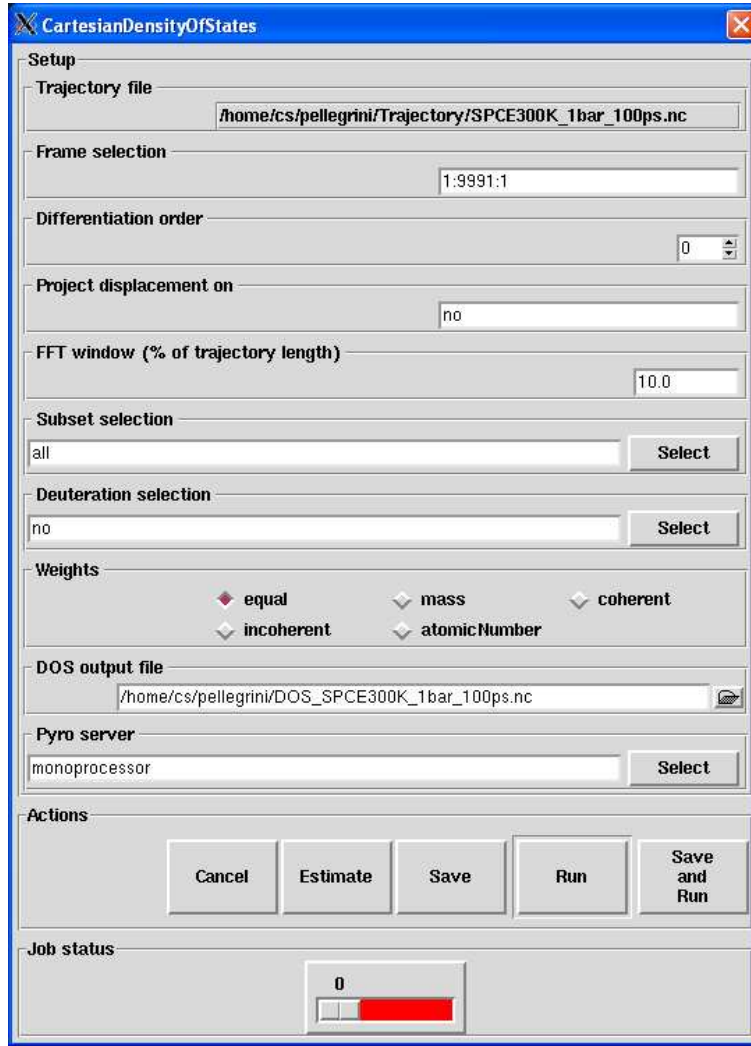 CartesianDensityOfStates
Setup
Trajectory file
/home/cs/pellegrini/Trajectory/SPCE300K_1bar_100ps.nc
Frame selection
1:9991:1
Differentiation order
0
Project displacement on
no
FFT window (% of trajectory length)
10.0
Subset selection
all Select
Deuteration selection
no Select
Weights
equal mass coherent
incoherent atomicNumber
DOS output file
/home/cs/pellegrini/DOS_SPCE300K_1bar_100ps.nc
Pyro server
monoprocessor Select
Actions
Cancel Estimate Save Run Save and Run
Job status
0